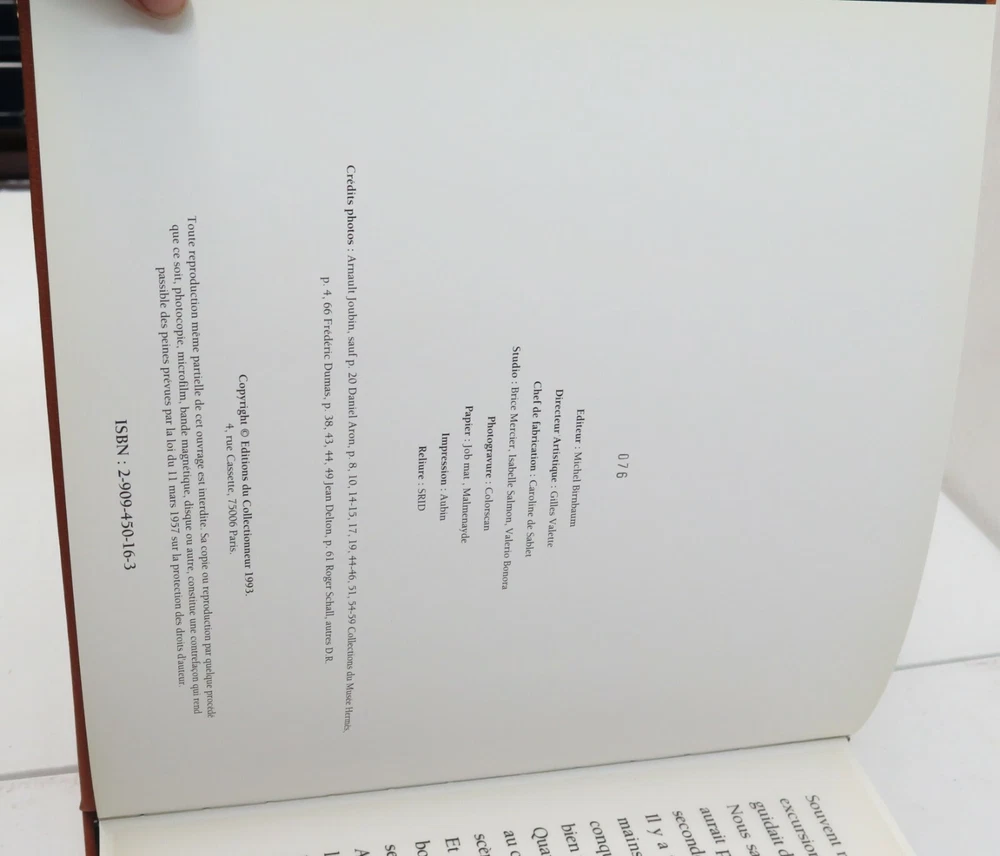 076
Editeur : Michel Birnbaum
Directeur Artistique : Gilles Valette
Chef de fabrication : Caroline de Sablet
Studio : Brice Mercier, Isabelle Salmon, Valerio Bonora
Photogravure : Colorscan
Papier : Job mat , Malmenayde
Impression : Aubin
Reliure : SRID
Crédits photos : Arnault Joubin, sauf p. 20 Daniel Aron, p. 8, 10, 14-15, 17, 19, 44-46, 51, 54-59 Collections du Musée Hermès,
p. 4, 66 Frédéric Dumas, p. 38, 43, 44, 49 Jean Delton, p. 61 Roger Schall, autres D.R.
Copyright © Editions du Collectionneur 1993.
4, rue Cassette, 75006 Paris.
Toute reproduction même partielle de cet ouvrage est interdite. Sa copie ou reproduction par quelque procédé
que ce soit, photocopie, microfilm, bande magnétique, disque ou autre, constitue une contrefaçon qui rend
passible des peines prévues par la loi du 11 mars 1957 sur la protection des droits d'auteur.
ISBN : 2-909-450-16-3
Souvent
excursion
guidait
Nous
aurait
second
Il y a
mains
conqu
bien
Qua
au
scè
Et
bo
se